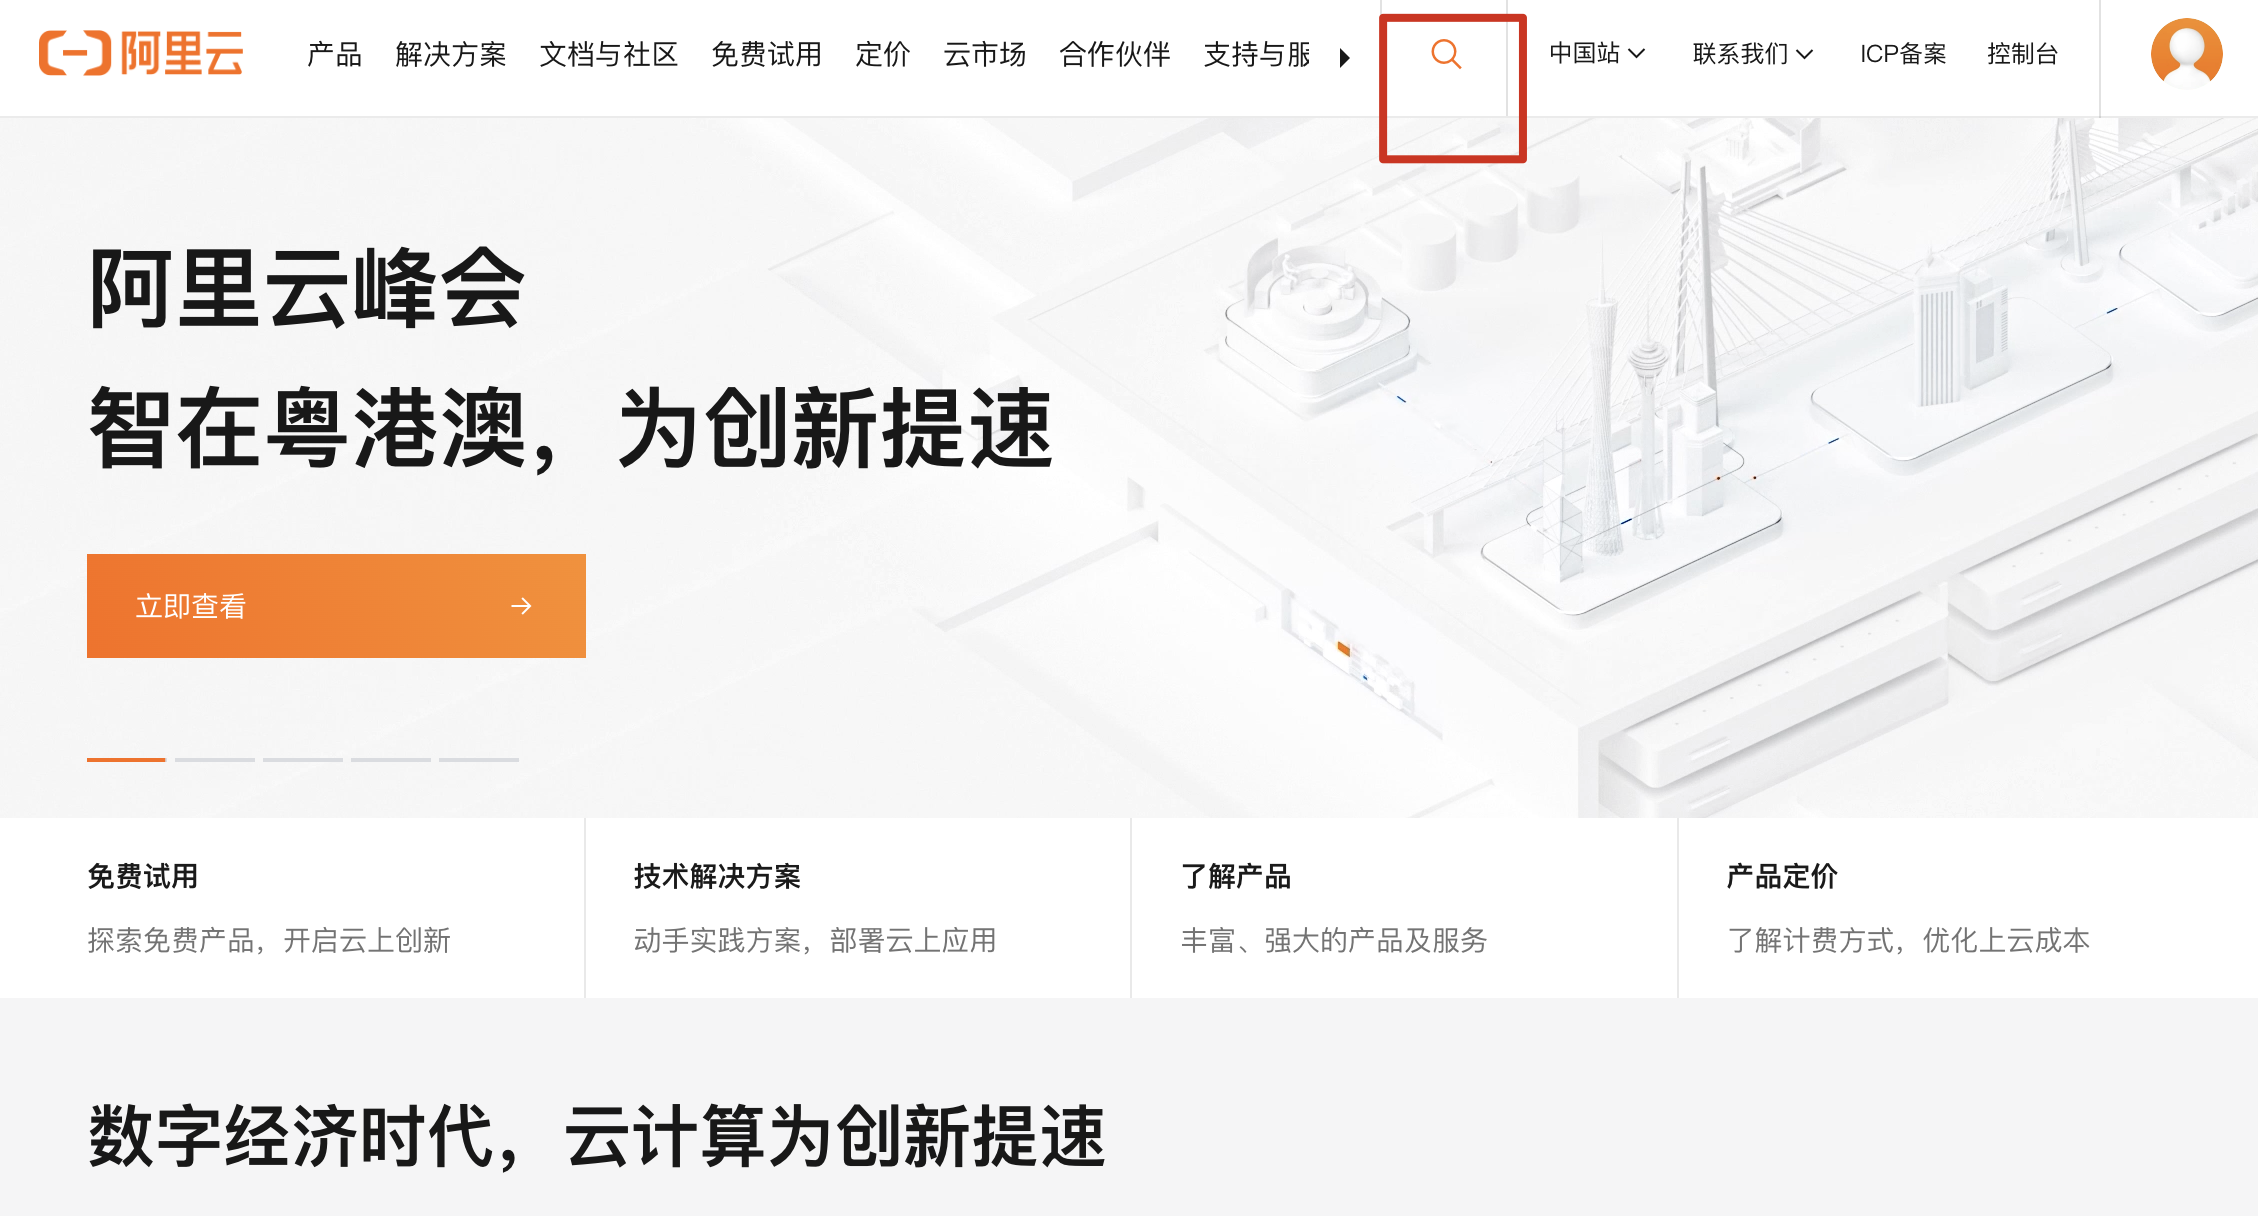 阿里云
产品 解决方案 文档与社区 免费试用 定价 云市场 合作伙伴 支持与服
中国站 联系我们 ICP备案 控制台
阿里云峰会
智在粤港澳，为创新提速
立即查看
免费试用
探索免费产品，开启云上创新
技术解决方案
动手实践方案，部署云上应用
了解产品
丰富、强大的产品及服务
产品定价
了解计费方式，优化上云成本
数字经济时代，云计算为创新提速